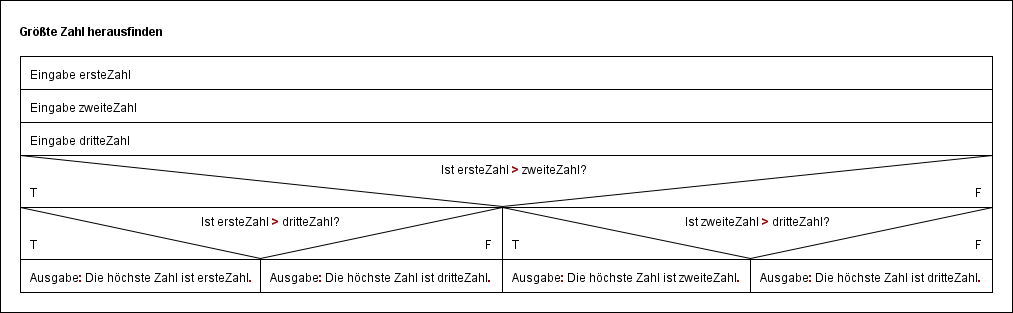 Größte Zahl herausfinden
Eingabe ersteZahl
Eingabe zweiteZahl
Eingabe dritteZahl
Ist ersteZahl > zweiteZahl?
T
F
Ist ersteZahl > dritteZahl?
Ist zweiteZahl > dritteZahl?
T
F
T
F
Ausgabe: Die höchste Zahl ist ersteZahl.
Ausgabe: Die höchste Zahl ist dritteZahl.
Ausgabe: Die höchste Zahl ist zweiteZahl.
Ausgabe: Die höchste Zahl ist dritteZahl.